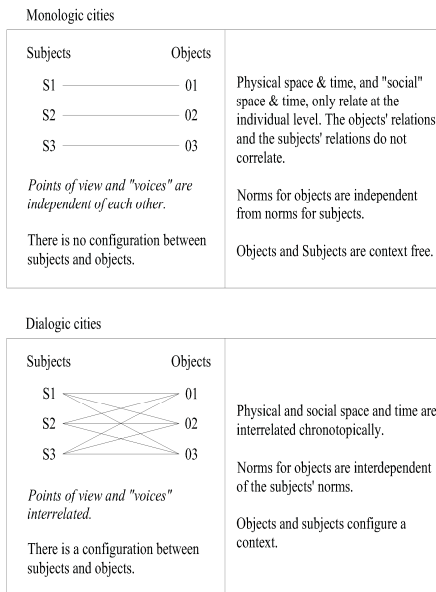 Monologic cities
Subjects Objects
S1 01
S2 02
S3 03
Points of view and "voices" are
independent of each other.
There is no configuration between
subjects and objects.
Physical space & time, and "social"
space & time, only relate at the
individual level. The objects' relations
and the subjects' relations do not
correlate.
Norms for objects are independent
from norms for subjects.
Objects and Subjects are context free.
Dialogic cities
Subjects Objects
S1 01
S2 02
S3 03
Points of view and "voices"
interrelated.
There is a configuration between
subjects and objects.
Physical and social space and time are
interrelated chronotopically.
Norms for objects are interdependent
of the subjects' norms.
Objects and subjects configure a
context.